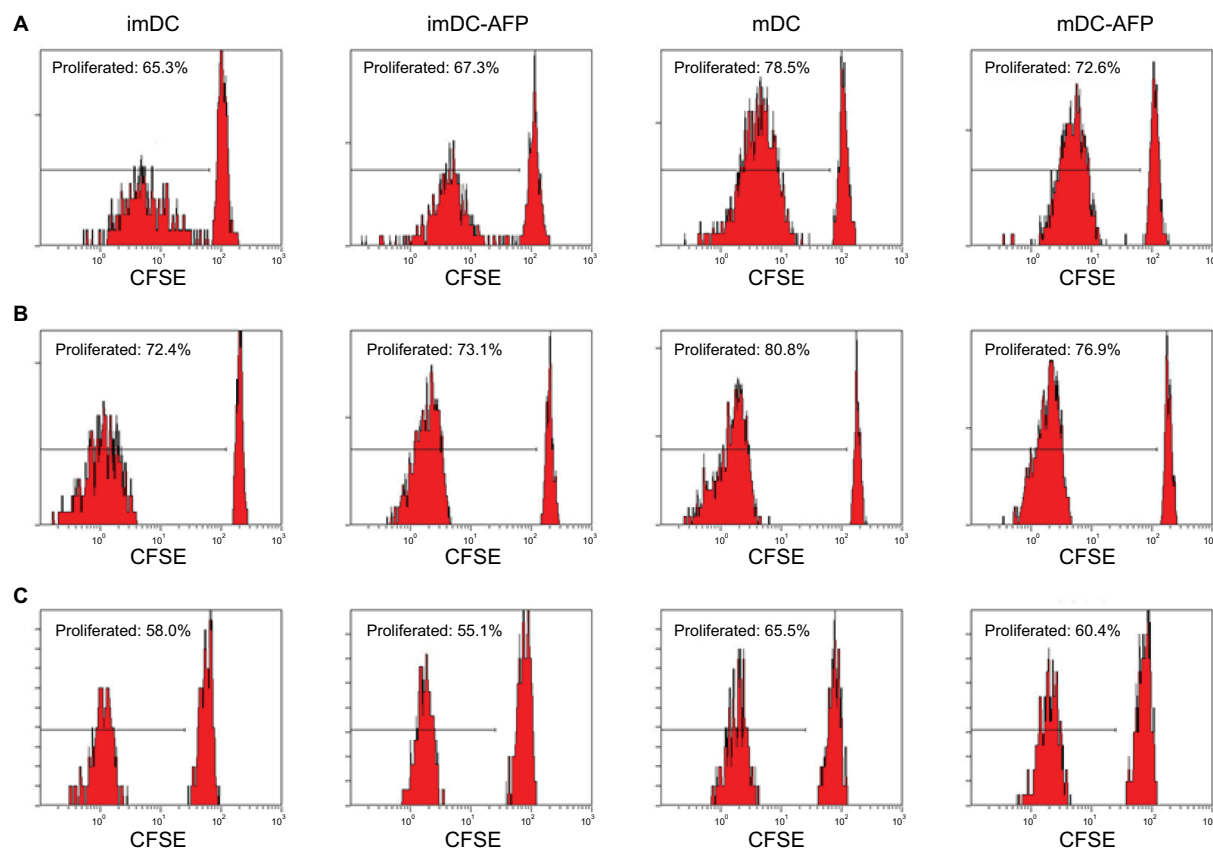 A
imDC imDC-AFP mDC mDC-AFP
Proliferated: 65.3% Proliferated: 67.3% Proliferated: 78.5% Proliferated: 72.6%
10⁰ 10¹ 10² 10³ 10⁰ 10¹ 10² 10³ 10⁰ 10¹ 10² 10³ 10⁰ 10¹ 10² 10³
CFSE CFSE CFSE CFSE
B
Proliferated: 72.4% Proliferated: 73.1% Proliferated: 80.8% Proliferated: 76.9%
10⁰ 10¹ 10² 10³ 10⁰ 10¹ 10² 10³ 10⁰ 10¹ 10² 10³ 10⁰ 10¹ 10² 10³
CFSE CFSE CFSE CFSE
C
Proliferated: 58.0% Proliferated: 55.1% Proliferated: 65.5% Proliferated: 60.4%
10⁰ 10¹ 10² 10³ 10⁰ 10¹ 10² 10³ 10⁰ 10¹ 10² 10³ 10⁰ 10¹ 10² 10³
CFSE CFSE CFSE CFSE